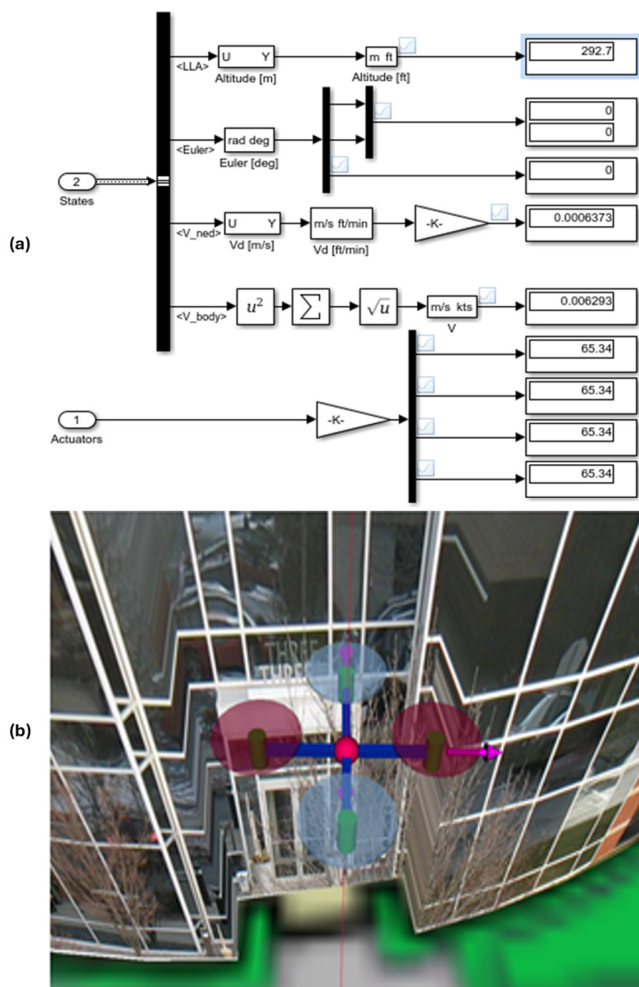 (a)
2
States
<LLA>
U Y
Altitude [m]
m ft
Altitude [ft]
292.7
<Euler>
rad deg
Euler [deg]
0
0
0
<V_ned>
U Y
Vd [m/s]
m/s ft/min
Vd [ft/min]
-K-
0.0006373
<V_body>
u²
∑
√u
m/s kts
V
0.006293
1
Actuators
-K-
65.34
65.34
65.34
65.34
(b)
THREE
THREE